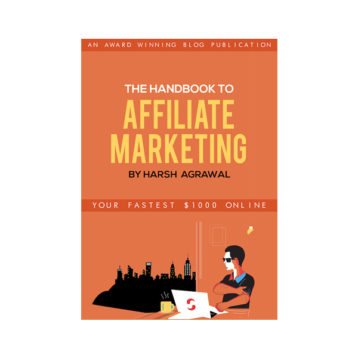 AN AWARD WINNING BLOG PUBLICATION
THE HANDBOOK TO
AFFILIATE
MARKETING
BY HARSH AGRAWAL
YOUR FASTEST $1000 ONLINE